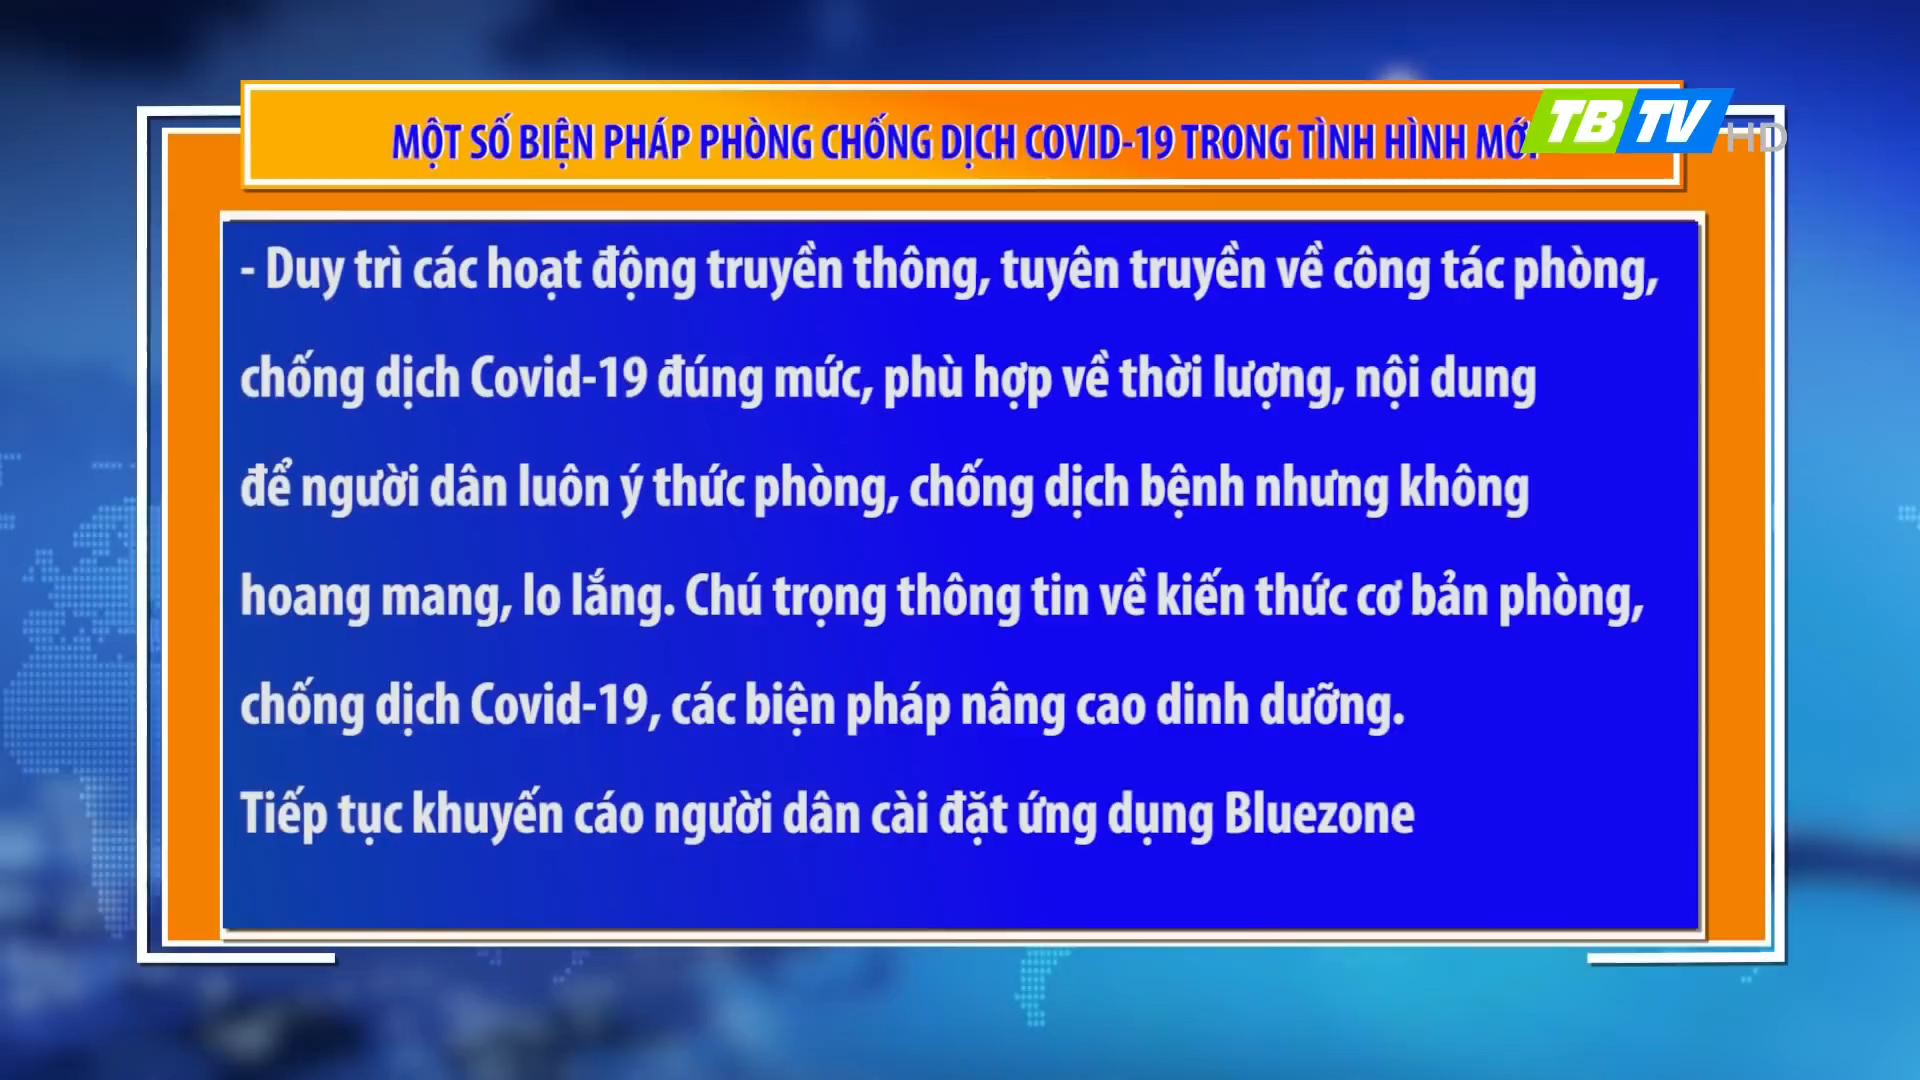 MỘT SỐ BIỆN PHÁP PHÒNG CHỐNG DỊCH COVID-19 TRONG TÌNH HÌNH MỚI
TBTV HD
- Duy trì các hoạt động truyền thông, tuyên truyền về công tác phòng,
chống dịch Covid-19 đúng mức, phù hợp về thời lượng, nội dung
để người dân luôn ý thức phòng, chống dịch bệnh nhưng không
hoang mang, lo lắng. Chú trọng thông tin về kiến thức cơ bản phòng,
chống dịch Covid-19, các biện pháp nâng cao dinh dưỡng.
Tiếp tục khuyến cáo người dân cài đặt ứng dụng Bluezone